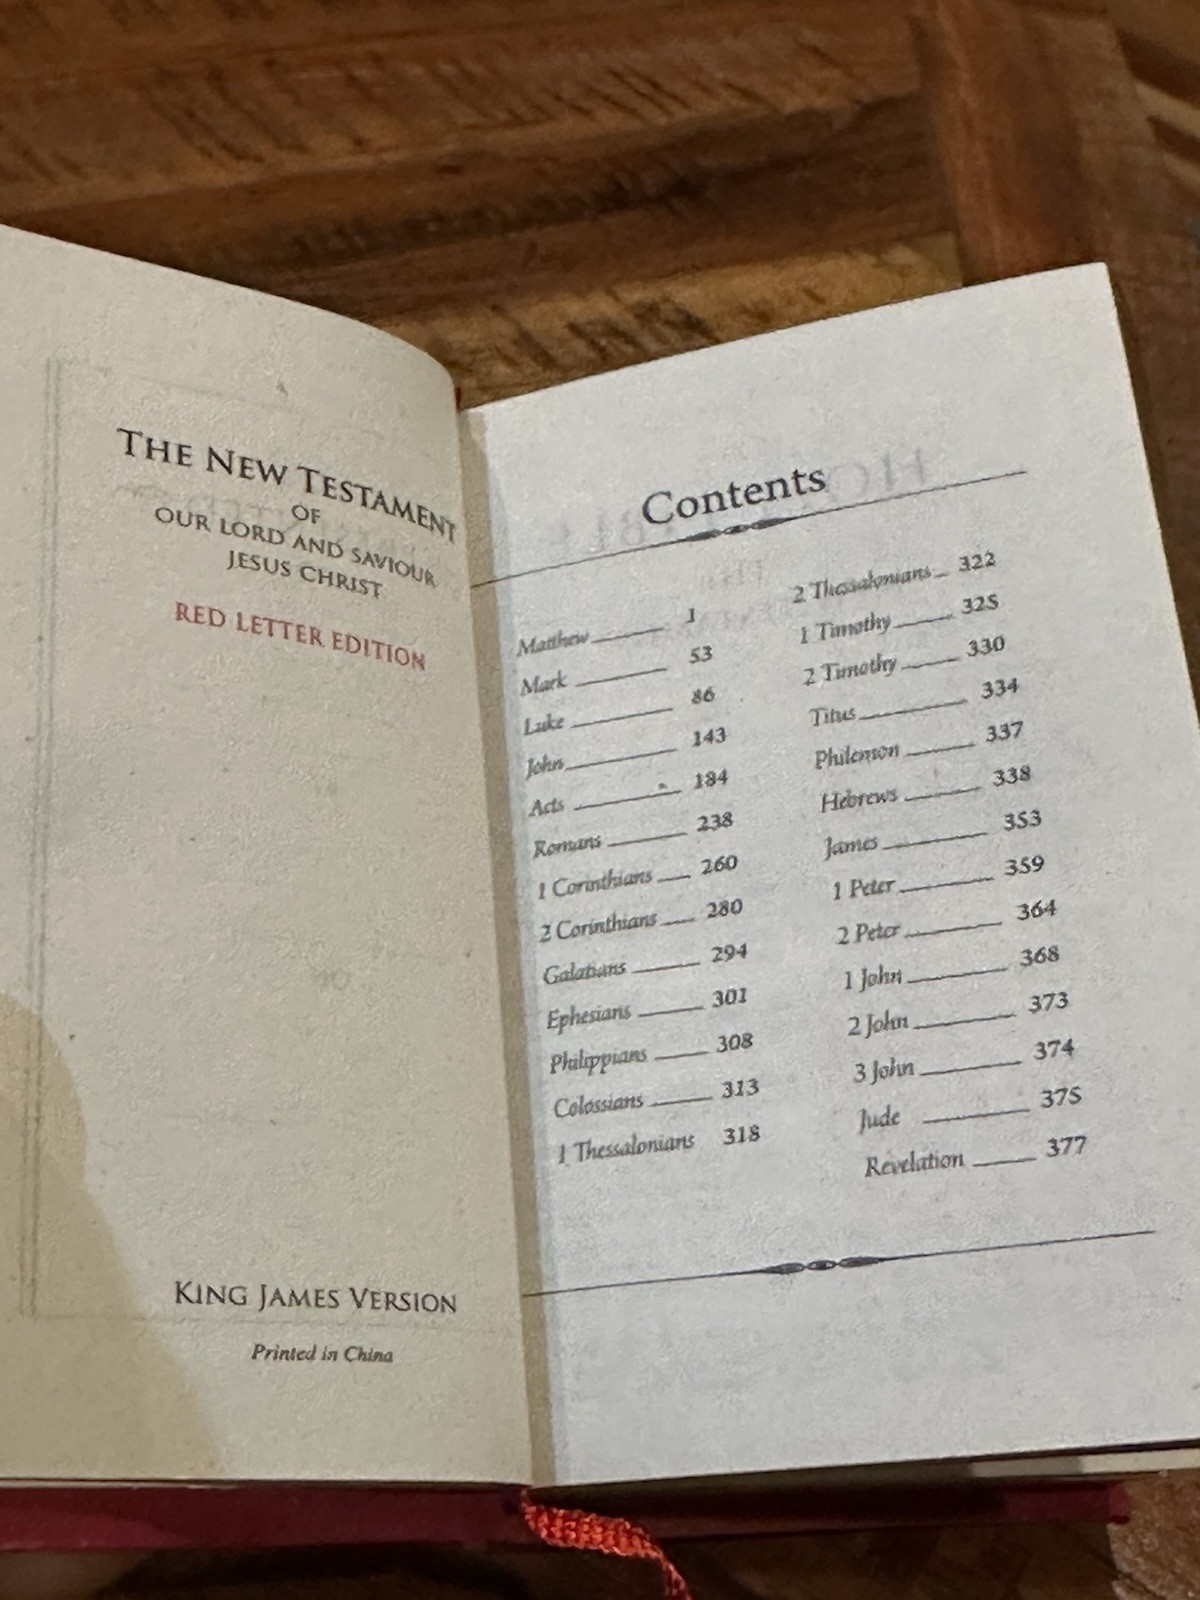 THE NEW TESTAMENT
OF
OUR LORD AND SAVIOUR
JESUS CHRIST
RED LETTER EDITION
KING JAMES VERSION
Printed in China
Contents
Matthew 1
Mark 53
Luke 86
John 143
Acts 184
Romans 238
1 Corinthians 260
2 Corinthians 280
Galatians 294
Ephesians 301
Philippians 308
Colossians 313
1 Thessalonians 318
2 Thessalonians 322
1 Timothy 325
2 Timothy 330
Titus 334
Philemon 337
Hebrews 338
James 353
1 Peter 359
2 Peter 364
1 John 368
2 John 373
3 John 374
Jude 375
Revelation 377